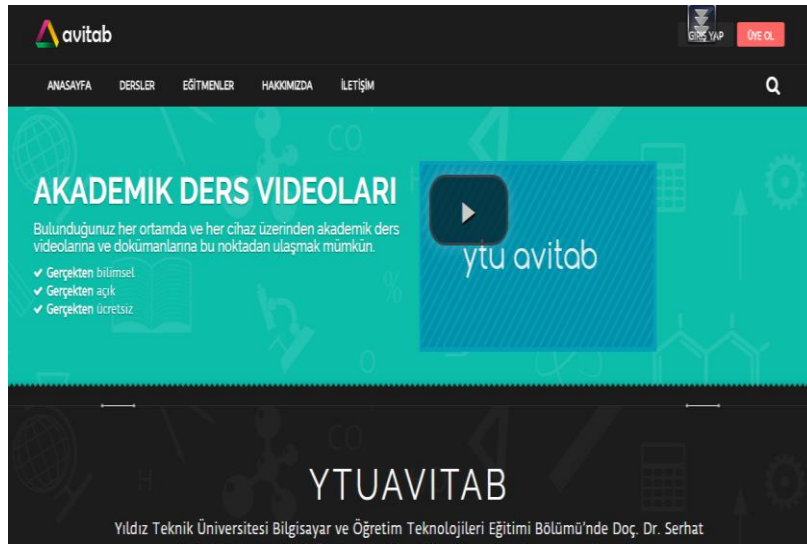 avitab
GİRİŞ YAP
ÜYE OL
ANASAYFA DERSLER EĞİTMENLER HAKKIMIZDA İLETİŞİM
AKADEMIK DERS VIDEOLARI
Bulunduğunuz her ortamda ve her cihaz üzerinden akademik ders
videolarına ve dokümanlarına bu noktadan ulaşmak mümkün.
✔ Gerçekten bilimsel
✔ Gerçekten açık
✔ Gerçekten ücretsiz
ytu avitab
YTUAVITAB
Yıldız Teknik Üniversitesi Bilgisayar ve Öğretim Teknolojileri Eğitimi Bölümü'nde Doç. Dr. Serhat